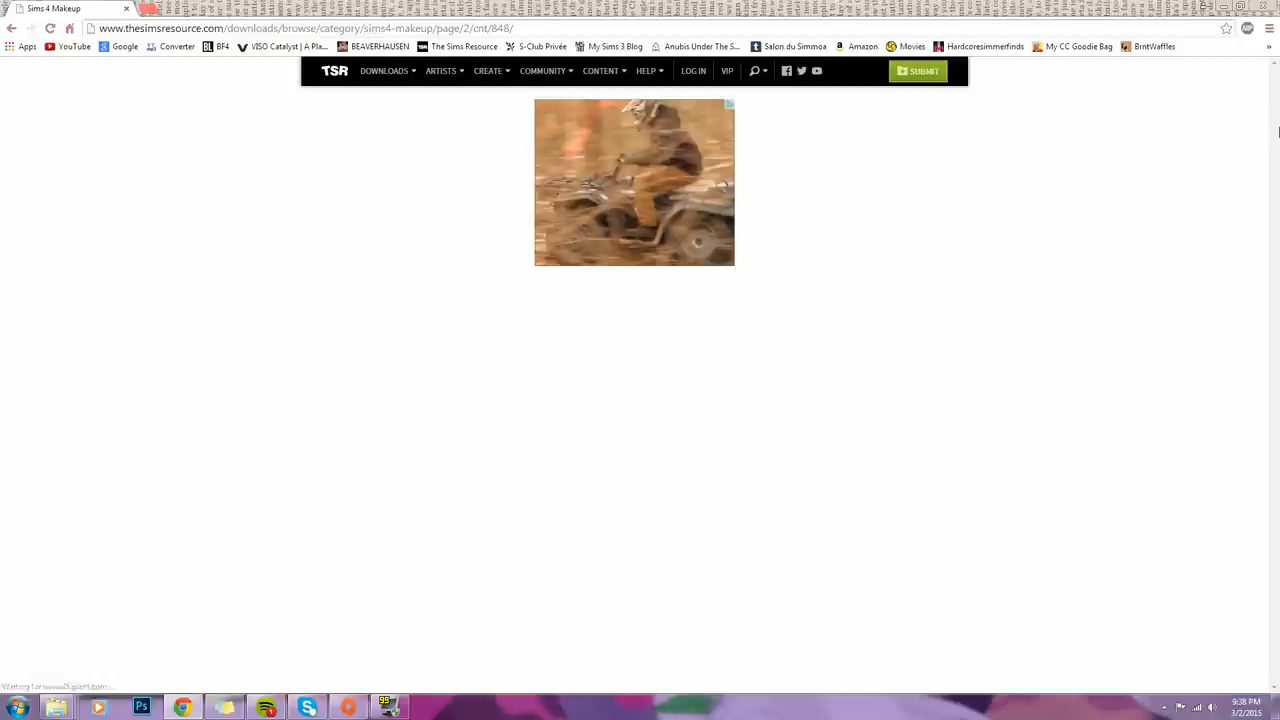 Sims 4 Makeup
www.thesimsresource.com/downloads/browse/category/sims4-makeup/page/2/cnt/848/
Apps YouTube Google Converter BF4 VISO Catalyst | A Pla... BEAVERHAUSEN The Sims Resource S-Club Privée My Sims 3 Blog Anubis Under The S... Salon du Simmoa Amazon Movies Hardcoresimmerfinds My CC Goodie Bag BrntWaffles »
TSR DOWNLOADS ARTISTS CREATE COMMUNITY CONTENT HELP LOG IN VIP SUBMIT
Ps 99
9:38 PM
3/2/2015